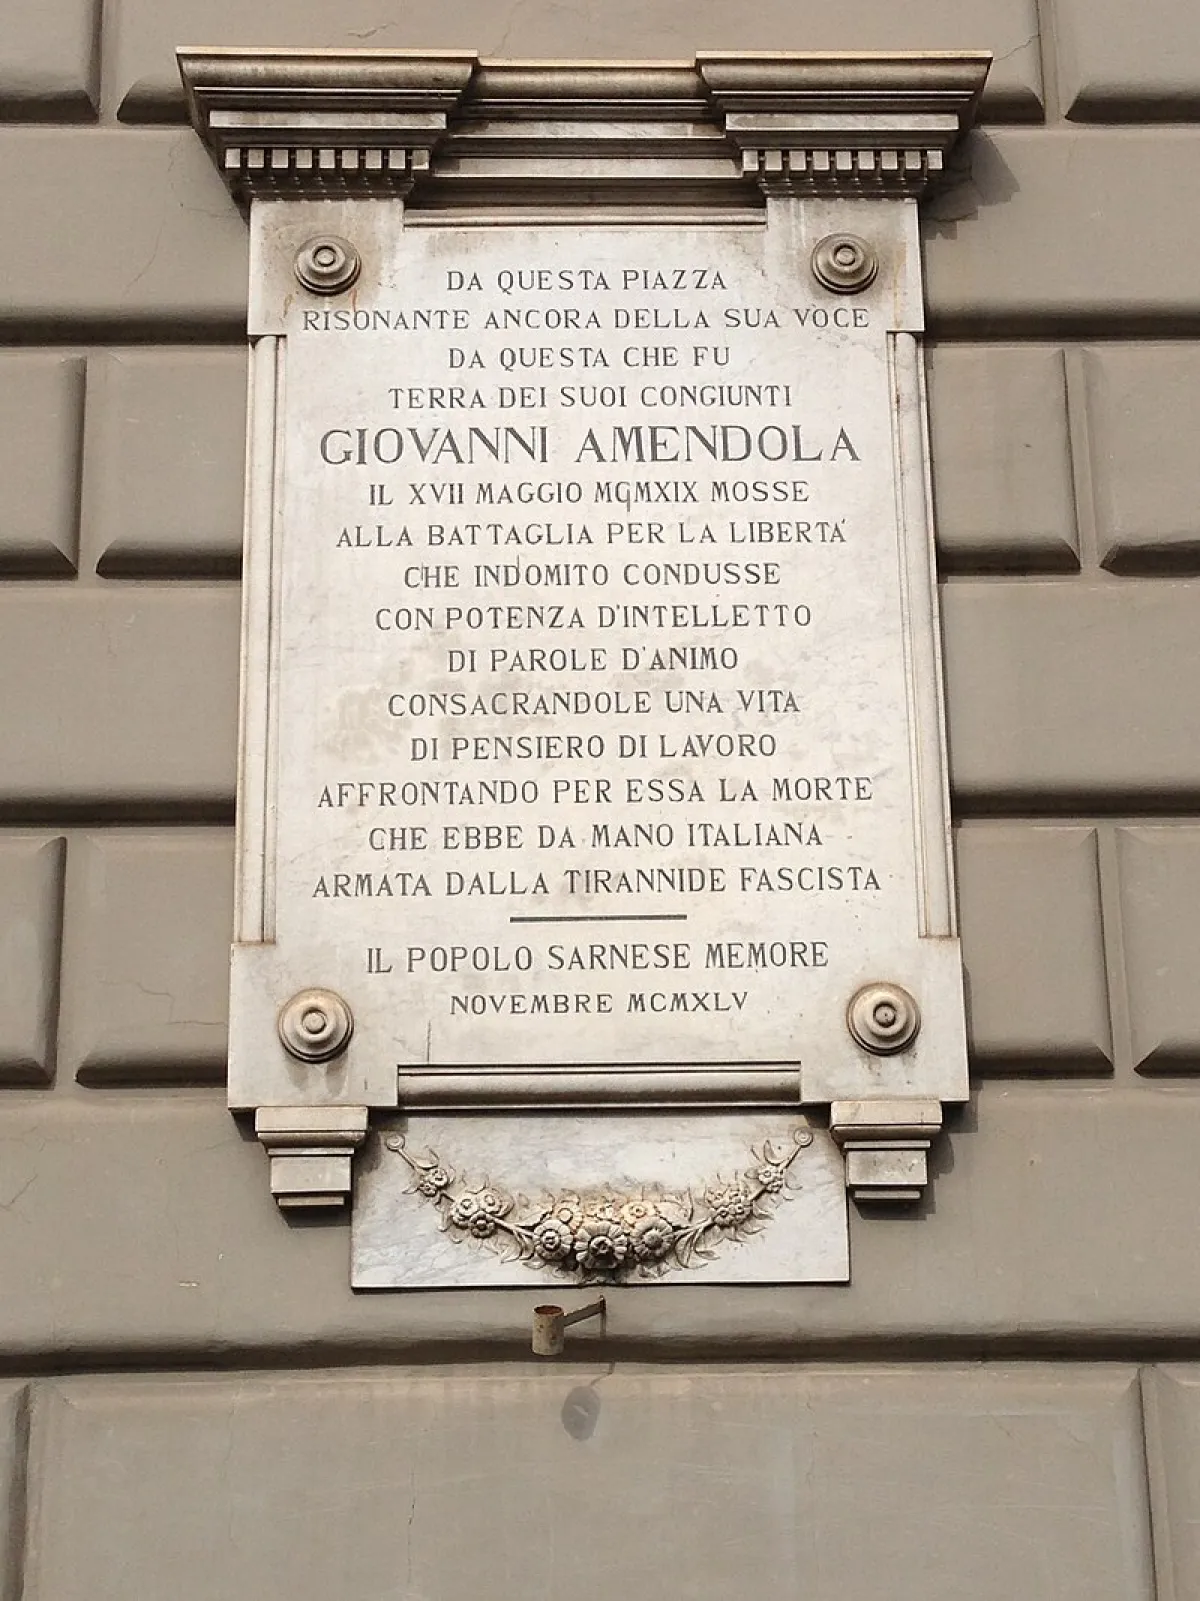 DA QUESTA PIAZZA
RISONANTE ANCORA DELLA SUA VOCE
DA QUESTA CHE FU
TERRA DEI SUOI CONGIUNTI
GIOVANNI AMENDOLA
IL XVII MAGGIO MCMXIX MOSSE
ALLA BATTAGLIA PER LA LIBERTA'
CHE INDOMITO CONDUSSE
CON POTENZA D'INTELLETTO
DI PAROLE D'ANIMO
CONSACRANDOLE UNA VITA
DI PENSIERO DI LAVORO
AFFRONTANDO PER ESSA LA MORTE
CHE EBBE DA MANO ITALIANA
ARMATA DALLA TIRANNIDE FASCISTA
IL POPOLO SARNESE MEMORE
NOVEMBRE MCMXLV